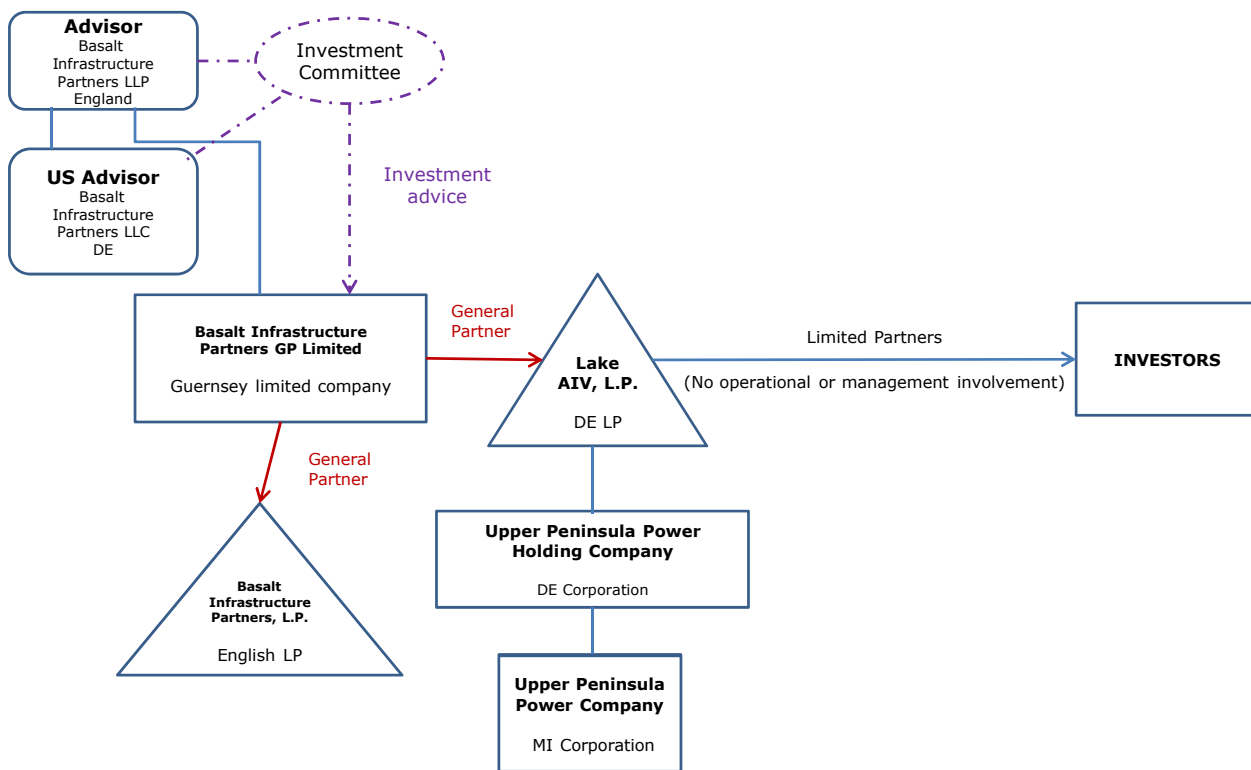 Advisor
Basalt
Infrastructure
Partners LLP
England
Investment
Committee
US Advisor
Basalt
Infrastructure
Partners LLC
DE
Investment
advice
Basalt Infrastructure
Partners GP Limited
Guernsey limited company
General
Partner
Lake
AIV, L.P.
DE LP
Limited Partners
(No operational or management involvement)
INVESTORS
General
Partner
Basalt
Infrastructure
Partners, L.P.
English LP
Upper Peninsula Power
Holding Company
DE Corporation
Upper Peninsula
Power Company
MI Corporation